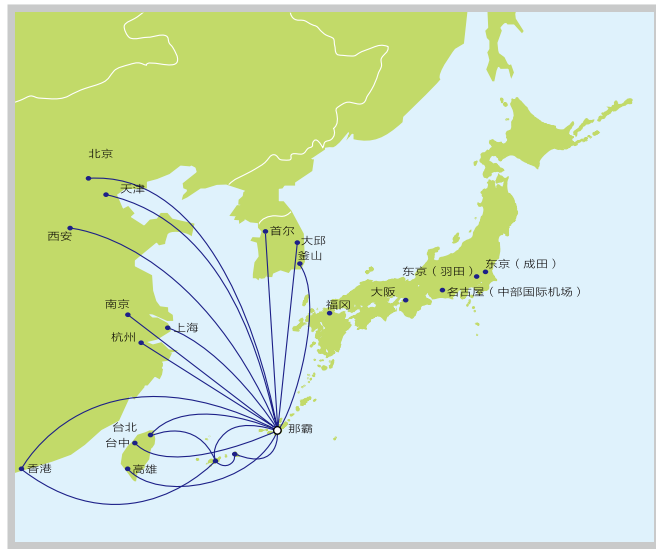 北京
天津
西安
首尔
大邱
釜山
东京（成田）
东京（羽田）
大阪
名古屋（中部国际机场）
南京
福冈
上海
杭州
台北
那霸
台中
香港
高雄